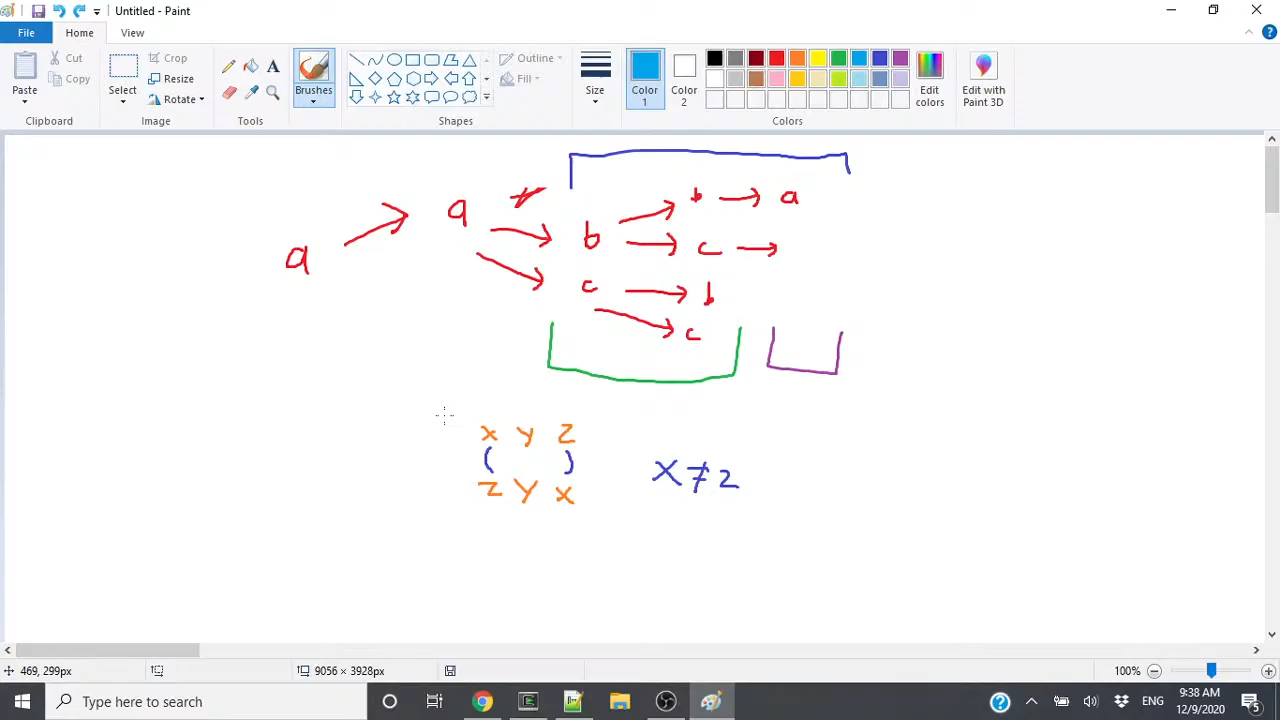 Untitled - Paint
File Home View
Paste
Cut
Copy
Clipboard
Select
Crop
Resize
Rotate
Image
A
Tools
Brushes
Outline
Fill
Shapes
Size
Color 1
Color 2
Edit colors
Edit with Paint 3D
Colors
?
b → a
a
b
c →
a
c → b
c
x y z
z y x
X ≠ z
469, 299px
9056 × 3928px
100%
Type here to search
ENG
9:38 AM
12/9/2020
5